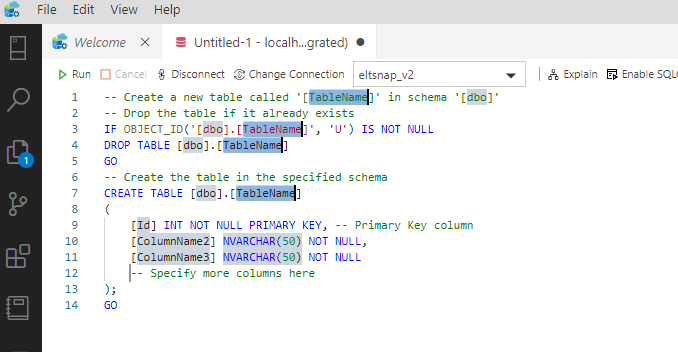 File Edit View Help
Welcome Untitled-1 - localh...grated)
Run Cancel Disconnect Change Connection eltsnap_v2 Explain Enable SQLC
1 -- Create a new table called '[TableName]' in schema '[dbo]'
2 -- Drop the table if it already exists
3 IF OBJECT_ID('[dbo].[TableName]', 'U') IS NOT NULL
4 DROP TABLE [dbo].[TableName]
5 GO
6 -- Create the table in the specified schema
7 CREATE TABLE [dbo].[TableName]
8 (
9 [Id] INT NOT NULL PRIMARY KEY, -- Primary Key column
10 [ColumnName2] NVARCHAR(50) NOT NULL,
11 [ColumnName3] NVARCHAR(50) NOT NULL
12 -- Specify more columns here
13 );
14 GO
1